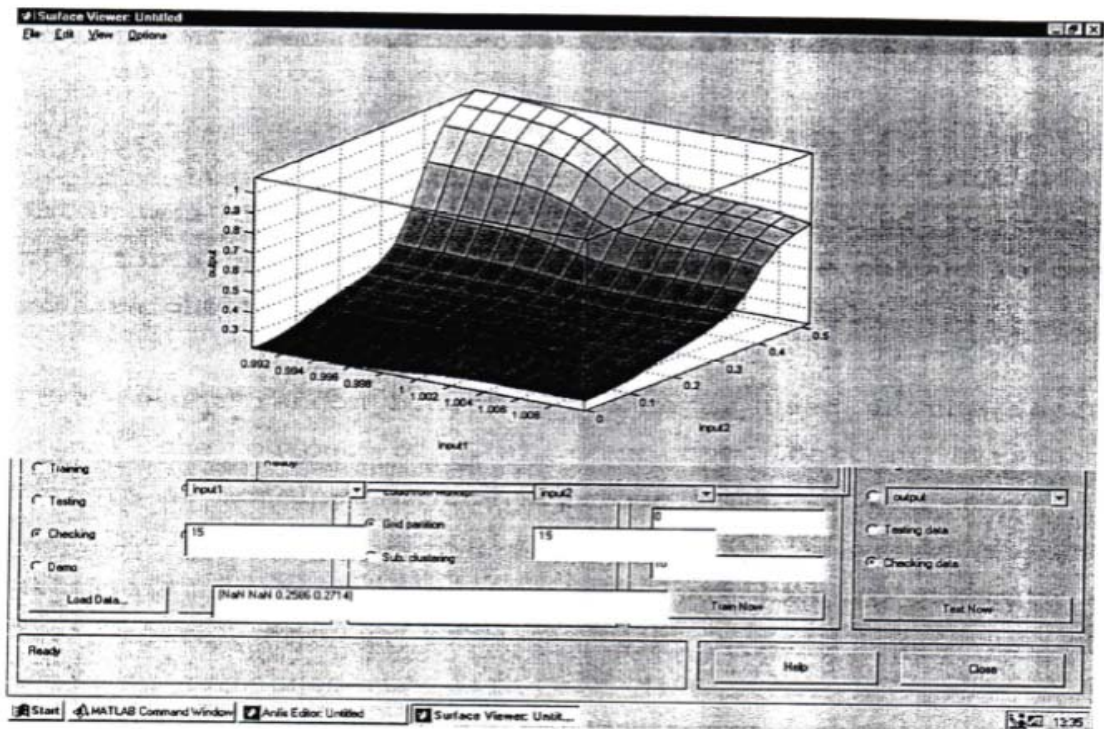 Surface Viewer: Untitled
File Edit View Options
1
0.9
0.8
0.7
0.6
0.5
0.4
0.3
output
0.992
0.994
0.996
0.998
1
1.002
1.004
1.006
1.008
0
0.1
0.2
0.3
0.4
0.5
input1
input2
Ready
Training
Testing
Checking
Demo
Load Data...
input1
15
[NaN NaN 0.2586 0.2714]
Grid partition
Sub. clustering
input2
15
0
Train Now
output
Testing data
Checking data
Test Now
Ready
Help
Close
Start
MATLAB Command Window
Anfis Editor: Untitled
Surface Viewer: Untit...
13:35